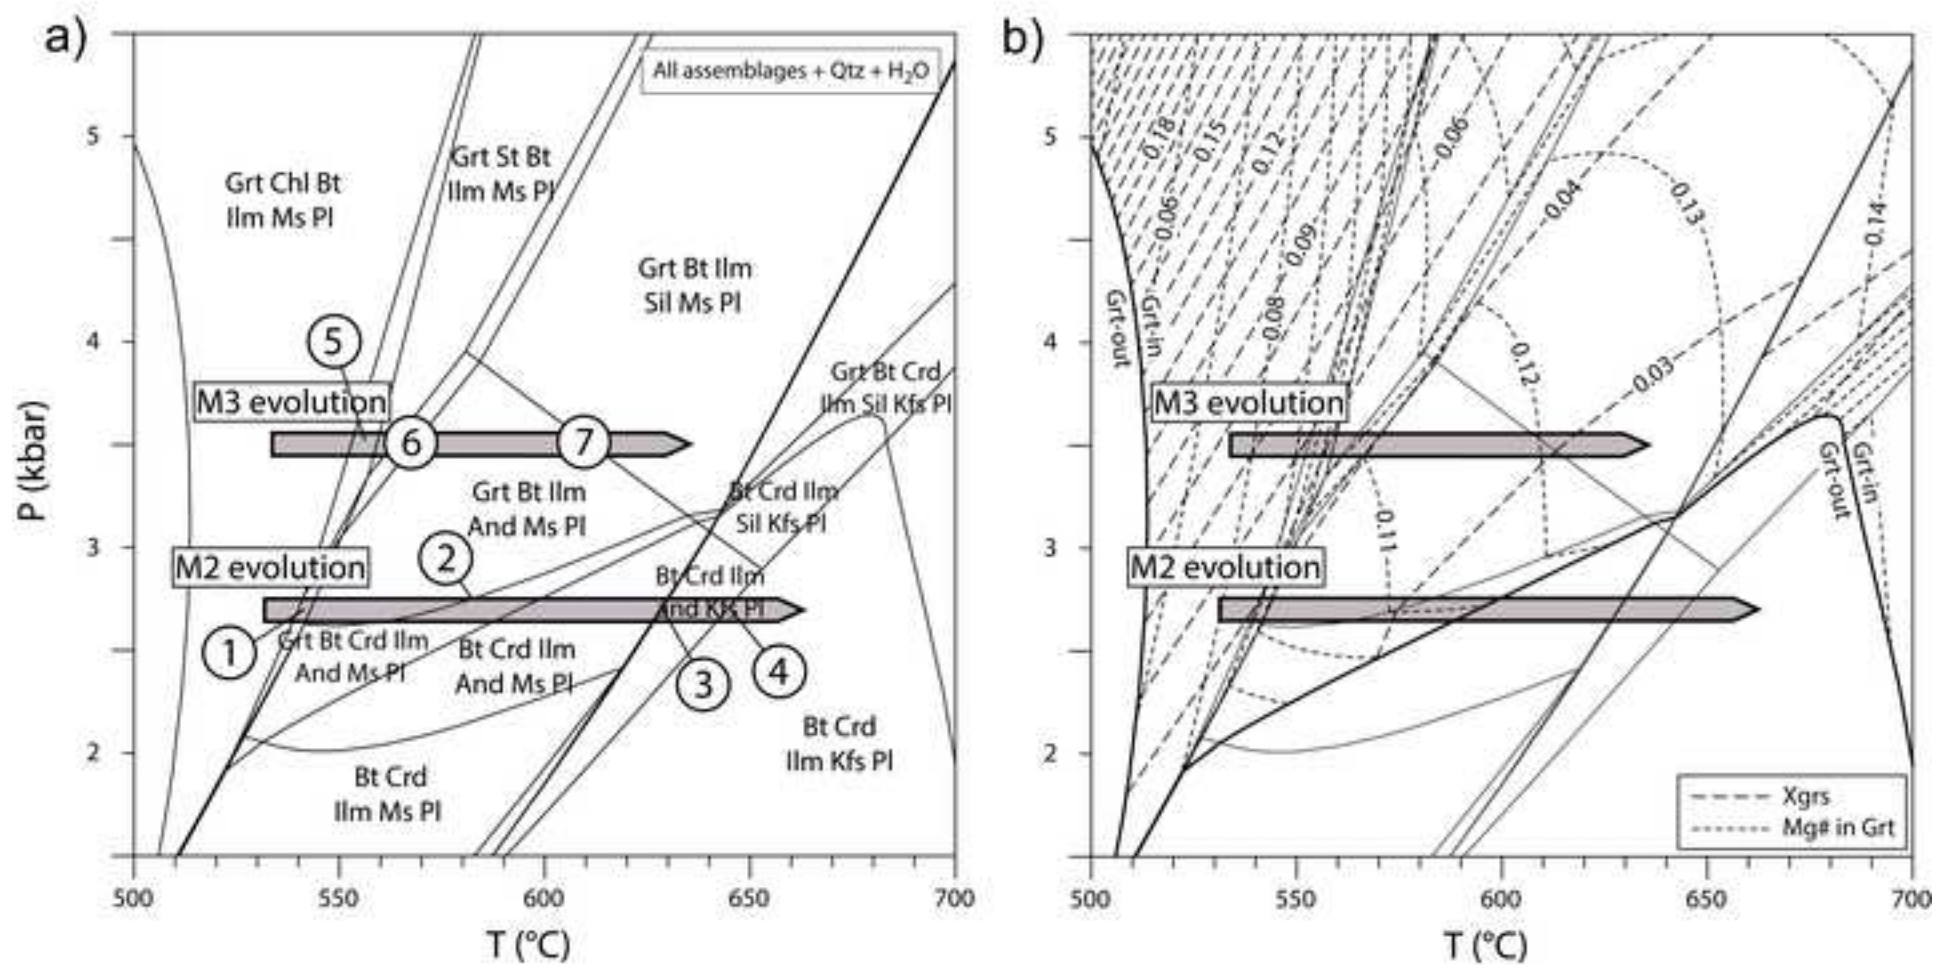 a)
All assemblages + Qtz + H₂O
5
Grt St Bt
Ilm Ms Pl
Grt Chl Bt
Ilm Ms Pl
Grt Bt Ilm
Sil Ms Pl
5
4
Grt Bt Crd
Ilm Sil Kfs Pl
M3 evolution
6
7
P (kbar)
Grt Bt Ilm
And Ms Pl
Bt Crd Ilm
Sil Kfs Pl
3
M2 evolution
2
Bt Crd Ilm
And Kfs Pl
1
Grt Bt Crd Ilm
And Ms Pl
Bt Crd Ilm
And Ms Pl
3
4
2
Bt Crd
Ilm Kfs Pl
Bt Crd
Ilm Ms Pl
500
550
600
650
700
T (°C)
b)
5
0.18
0.15
0.12
0.06
0.06
0.04
0.13
0.14
0.09
0.08
4
Grt-out
Grt-in
0.12
0.03
M3 evolution
Grt-out
Grt-in
0.11
3
M2 evolution
2
Xgrs
Mg# in Grt
500
550
600
650
700
T (°C)